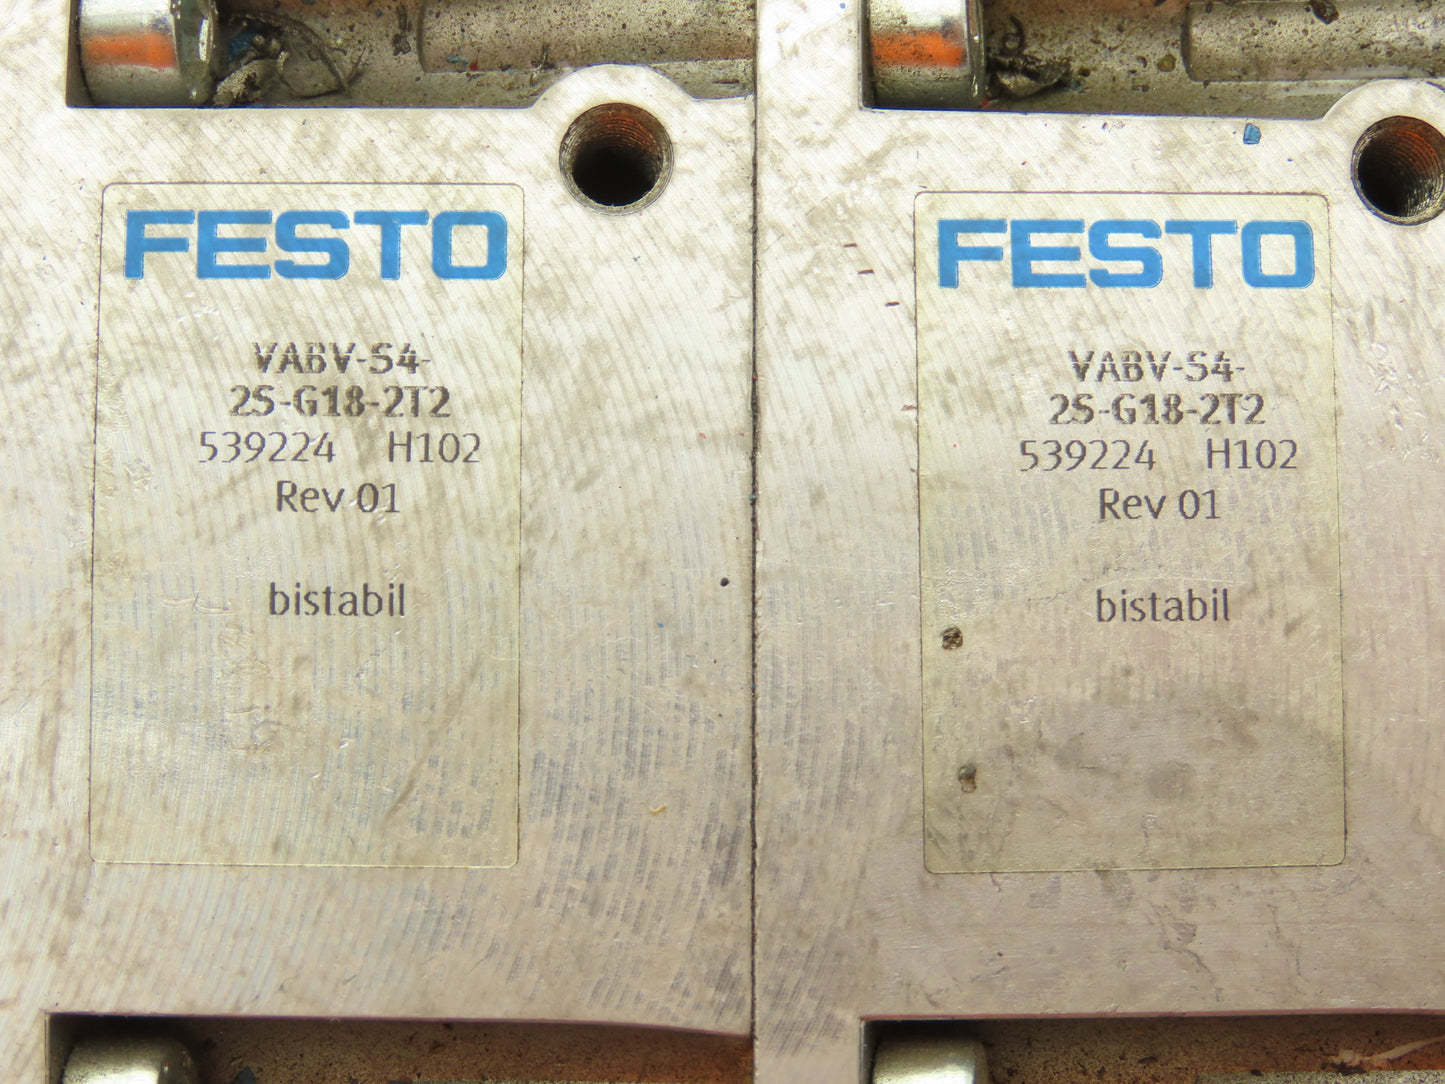 FESTO
VABV-S4-
2S-G18-2T2
539224 H102
Rev 01
bistabil
FESTO
VABV-S4-
2S-G18-2T2
539224 H102
Rev 01
bistabil